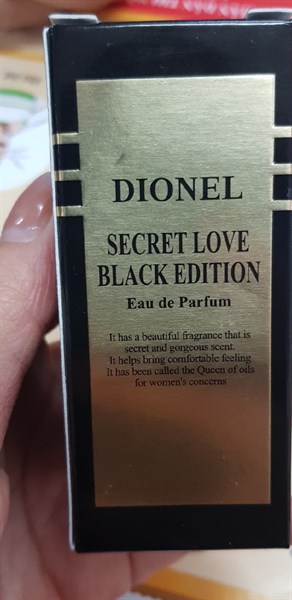 DIONEL
SECRET LOVE
BLACK EDITION
Eau de Parfum
It has a beautiful fragrance that is
secret and gorgeous scent.
It helps bring comfortable feeling
It has been called the Queen of oils
for women's concerns